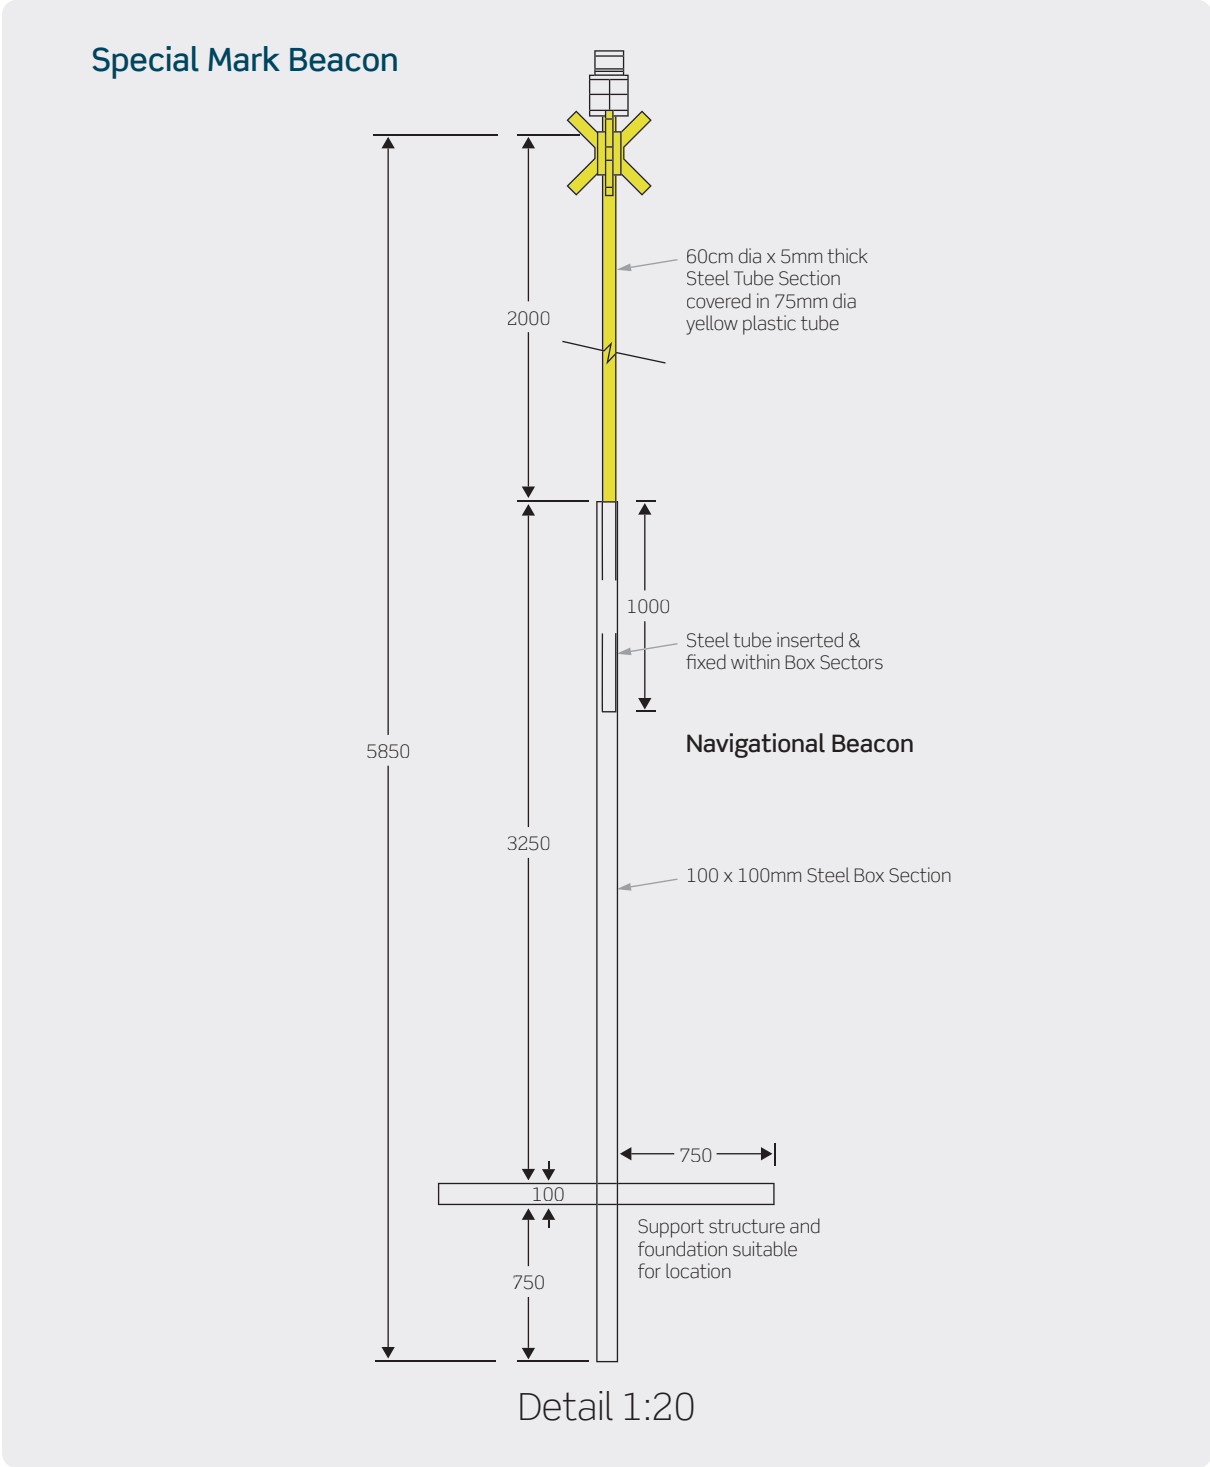 Special Mark Beacon
60cm dia x 5mm thick
Steel Tube Section
covered in 75mm dia
yellow plastic tube
2000
1000
Steel tube inserted &
fixed within Box Sectors
Navigational Beacon
5850
3250
100 x 100mm Steel Box Section
750
100
Support structure and
foundation suitable
for location
750
Detail 1:20